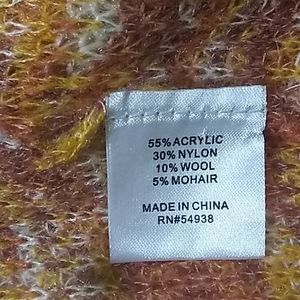 55% ACRYLIC
30% NYLON
10% WOOL
5% MOHAIR
MADE IN CHINA
RN#54938